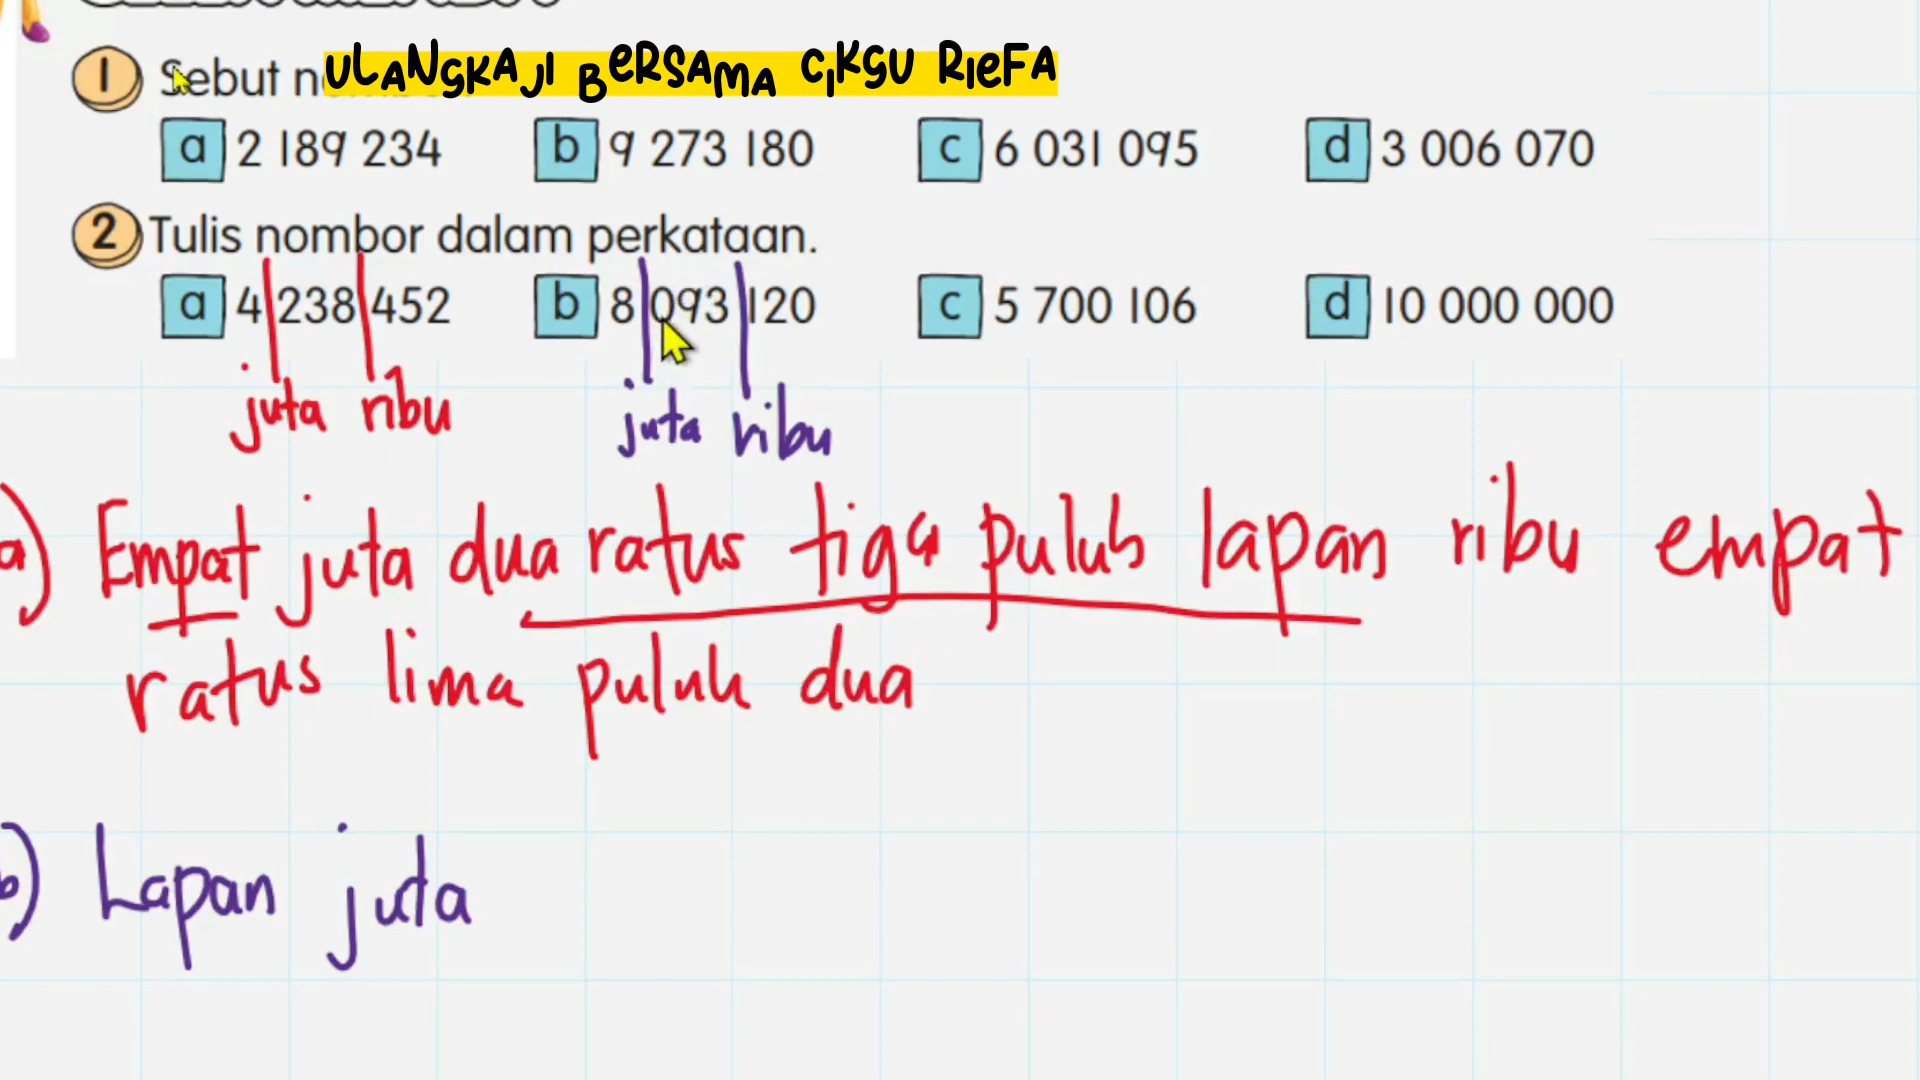 1 Sebut n
ULANGKAJI BERSAMA CIKGU RIEFA
a 2 189 234 b 9 273 180 c 6 031 095 d 3 006 070
2 Tulis nombor dalam perkataan.
a 4 238 452 b 8 093 120 c 5 700 106 d 10 000 000
juta ribu juta ribu
a) Empat juta dua ratus tiga puluh lapan ribu empat
ratus lima puluh dua
b) Lapan juta